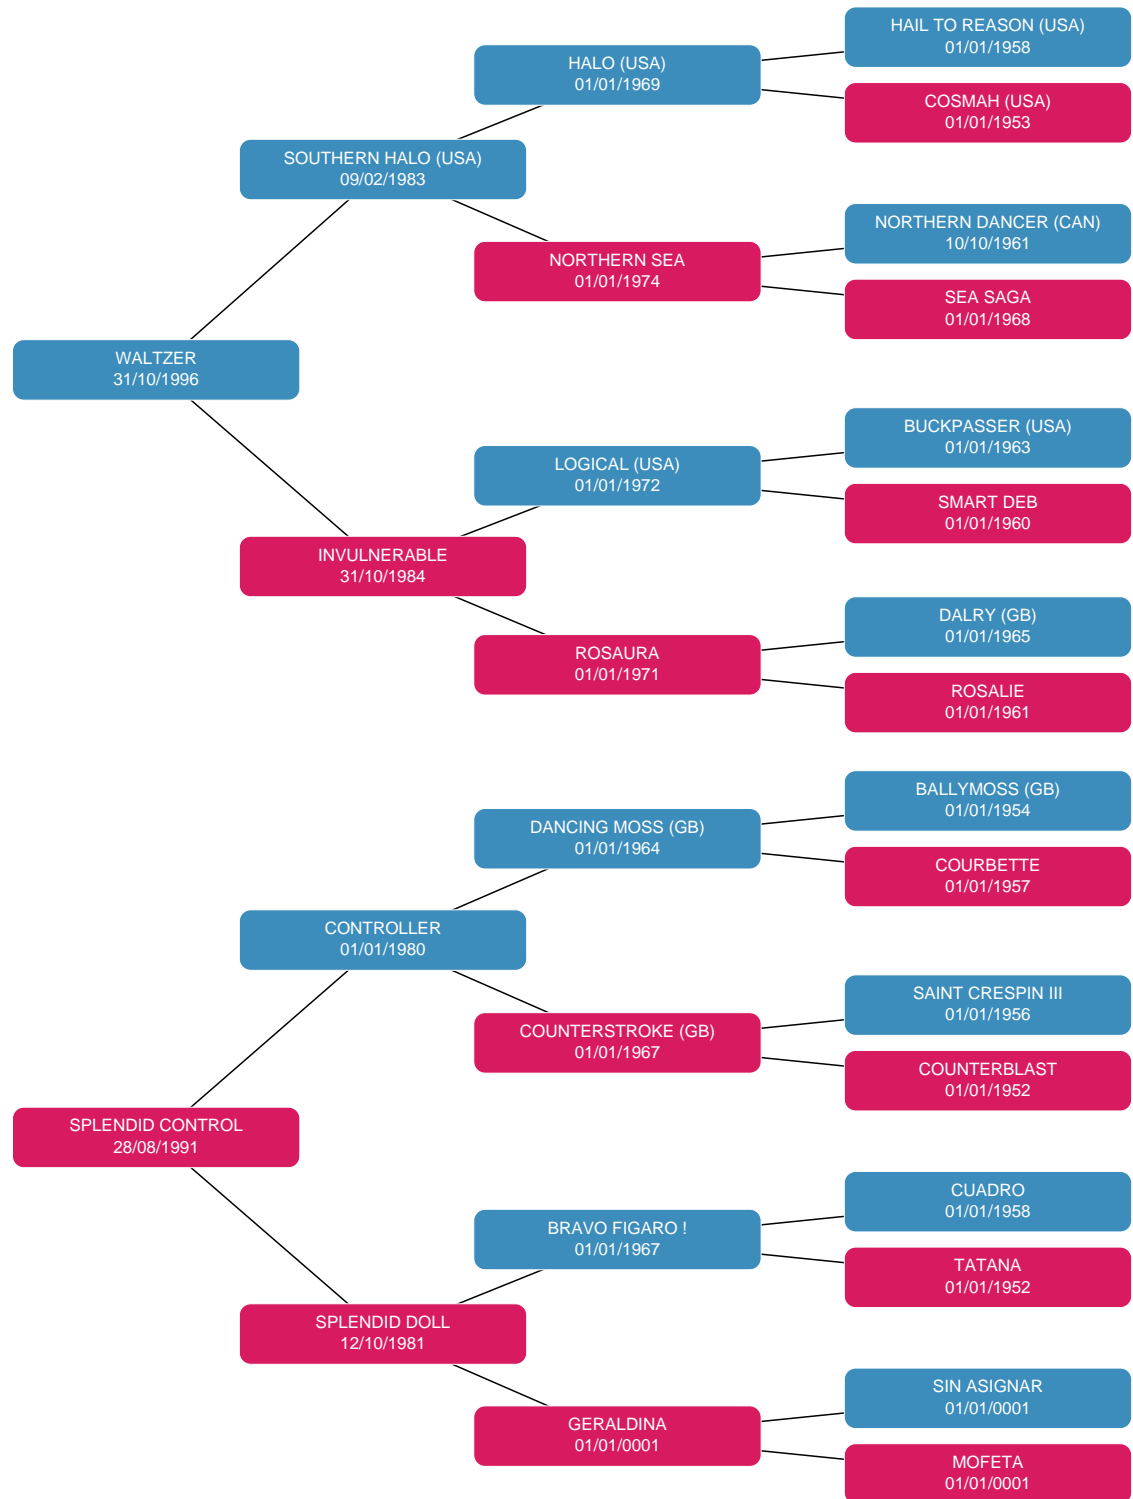 HAIL TO REASON (USA)
01/01/1958
HALO (USA)
01/01/1969
COSMAH (USA)
01/01/1953
SOUTHERN HALO (USA)
09/02/1983
NORTHERN DANCER (CAN)
10/10/1961
NORTHERN SEA
01/01/1974
SEA SAGA
01/01/1968
WALTZER
31/10/1996
BUCKPASSER (USA)
01/01/1963
LOGICAL (USA)
01/01/1972
SMART DEB
01/01/1960
INVULNERABLE
31/10/1984
DALRY (GB)
01/01/1965
ROSAURA
01/01/1971
ROSALIE
01/01/1961
BALLYMOSS (GB)
01/01/1954
DANCING MOSS (GB)
01/01/1964
COURBETTE
01/01/1957
CONTROLLER
01/01/1980
SAINT CRESPIN III
01/01/1956
COUNTERSTROKE (GB)
01/01/1967
COUNTERBLAST
01/01/1952
SPLENDID CONTROL
28/08/1991
CUADRO
01/01/1958
BRAVO FIGARO !
01/01/1967
TATANA
01/01/1952
SPLENDID DOLL
12/10/1981
SIN ASIGNAR
01/01/0001
GERALDINA
01/01/0001
MOFETA
01/01/0001